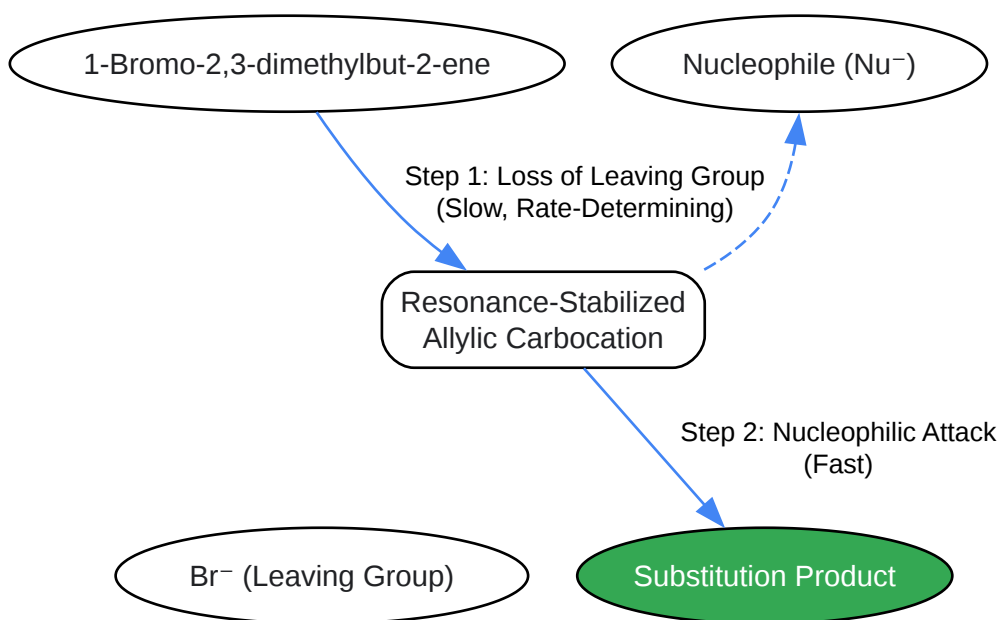 1-Bromo-2,3-dimethylbut-2-ene
Nucleophile (Nu⁻)
Step 1: Loss of Leaving Group
(Slow, Rate-Determining)
Resonance-Stabilized
Allylic Carbocation
Step 2: Nucleophilic Attack
(Fast)
Br⁻ (Leaving Group)
Substitution Product